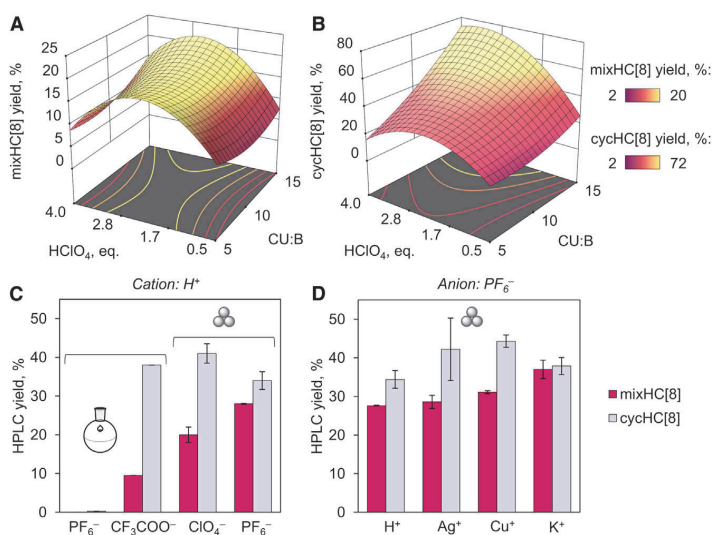 A
25
20
15
10
5
0
mixHC[8] yield, %
4.0
2.8
1.7
0.5
HClO₄, eq.
5
10
15
CU:B
B
80
60
40
20
0
cycHC[8] yield, %
4.0
2.8
1.7
0.5
HClO₄, eq.
5
10
15
CU:B
mixHC[8] yield, %:
2 20
cycHC[8] yield, %:
2 72
C
Cation: H⁺
50
40
30
20
10
0
HPLC yield, %
PF₆⁻ CF₃COO⁻ ClO₄⁻ PF₆⁻
D
Anion: PF₆⁻
50
40
30
20
10
0
HPLC yield, %
H⁺ Ag⁺ Cu⁺ K⁺
mixHC[8]
cycHC[8]